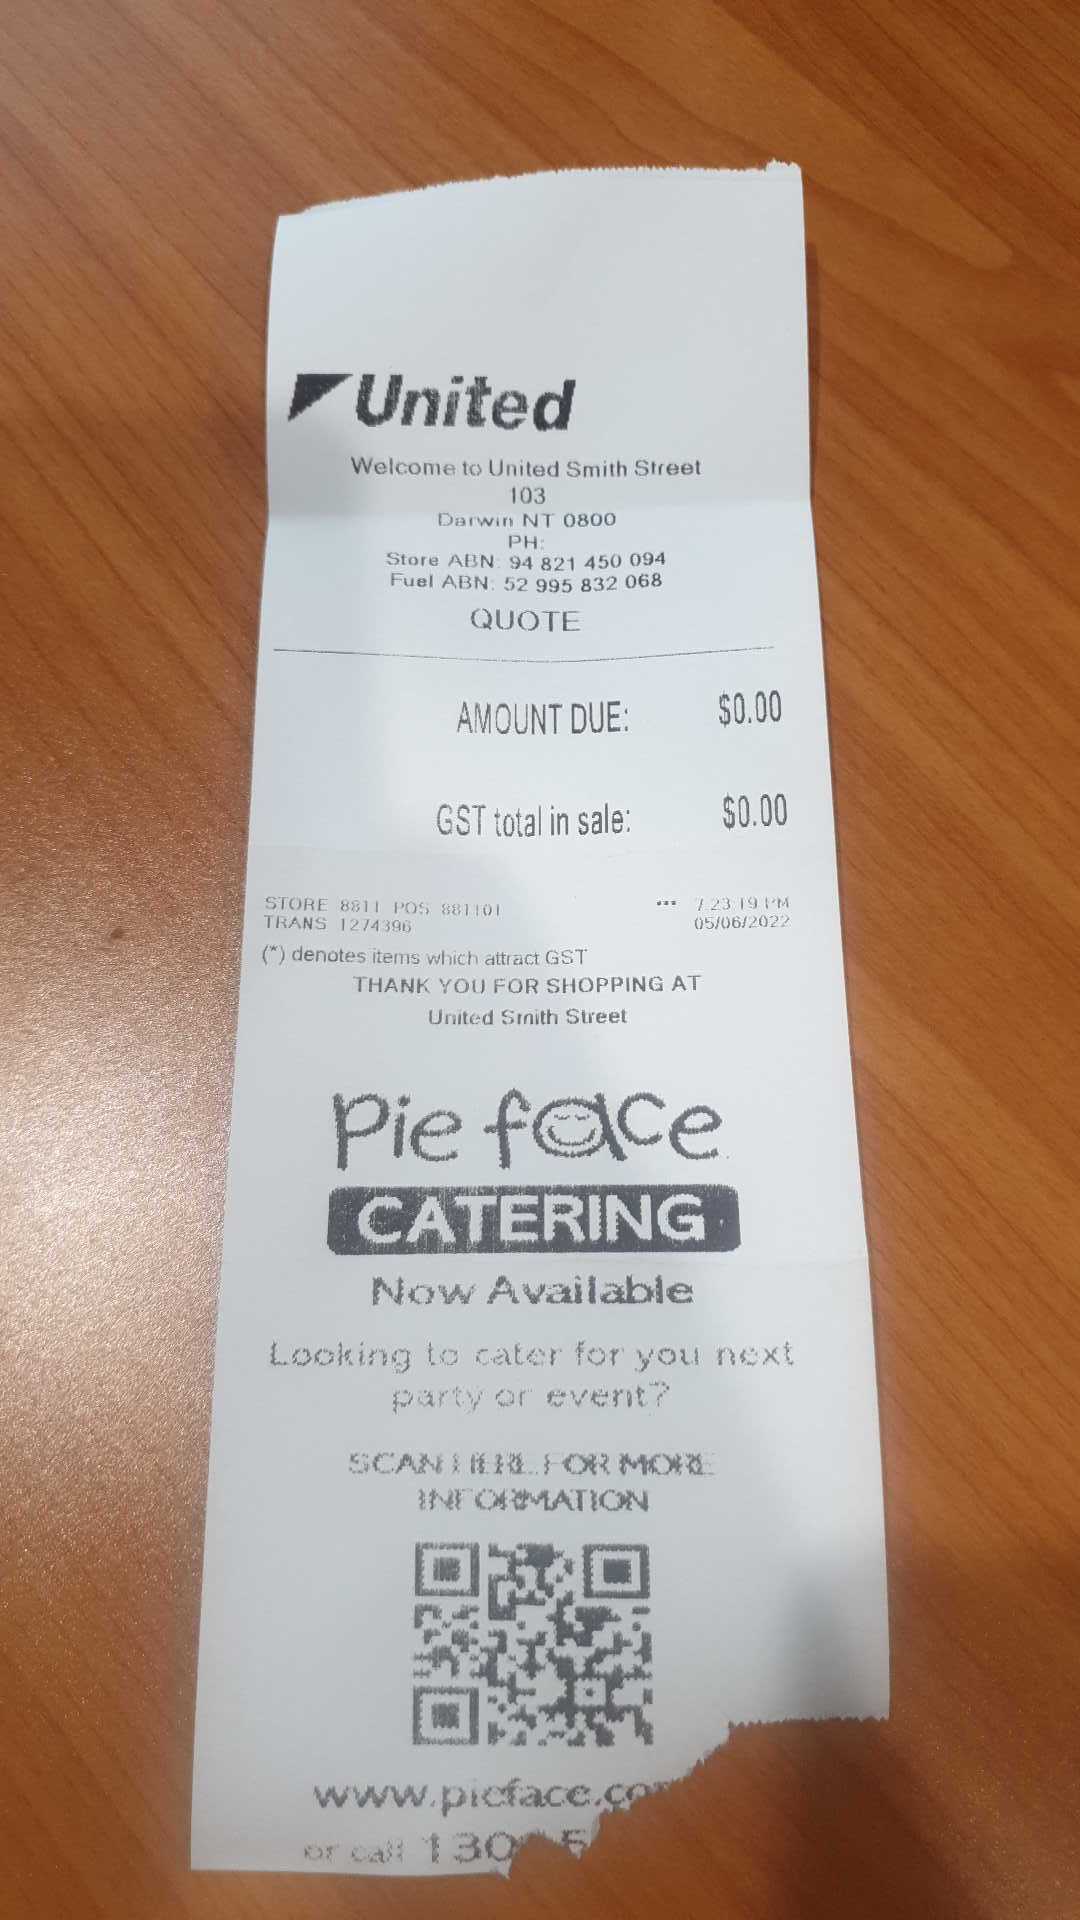 United
Welcome to United Smith Street
103
Darwin NT 0800
PH:
Store ABN: 94 821 450 094
Fuel ABN: 52 995 832 068
QUOTE
AMOUNT DUE: $0.00
GST total in sale: $0.00
STORE 8811 POS 881101 *** 7:23:19 PM
TRANS 1274396 05/06/2022
(*) denotes items which attract GST
THANK YOU FOR SHOPPING AT
United Smith Street
Pie face
CATERING
Now Available
Looking to cater for you next
party or event?
SCAN HERE FOR MORE
INFORMATION
www.pieface.co
or call 130 5